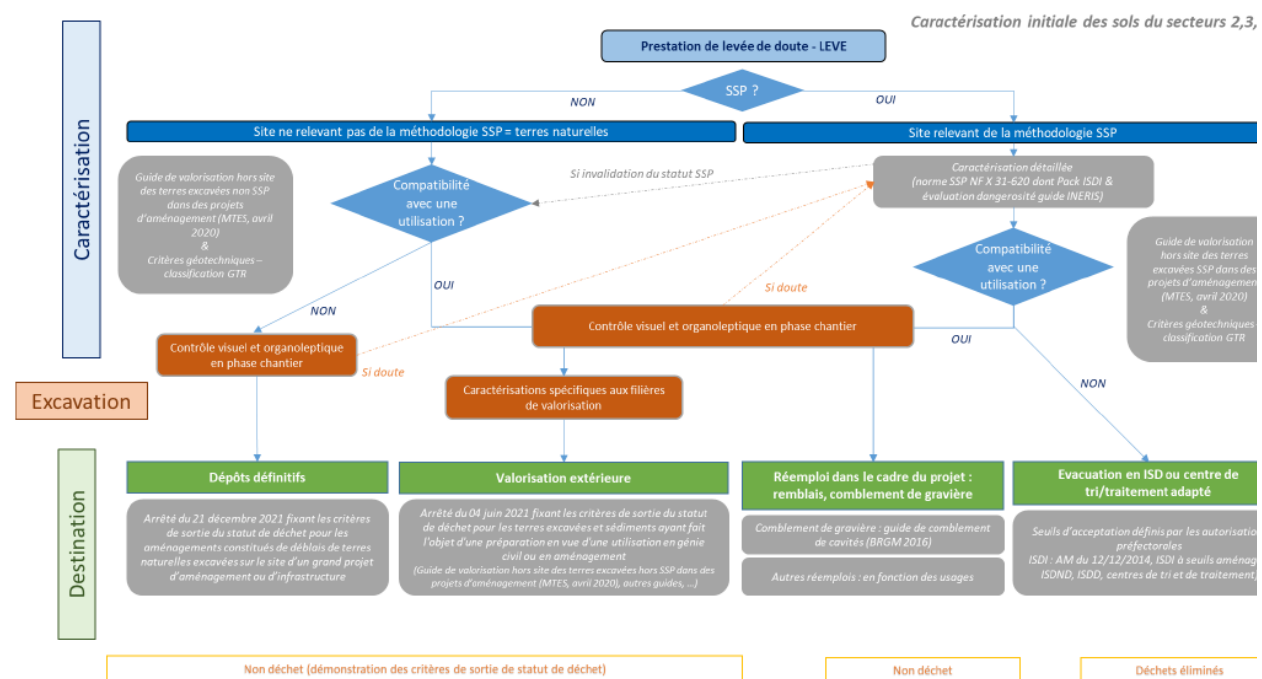 Caractérisation initiale des sols du secteurs 2,3,
Prestation de levée de doute - LEVE
SSP ?
NON
OUI
Site ne relevant pas de la méthodologie SSP = terres naturelles
Site relevant de la méthodologie SSP
Caractérisation
Guide de valorisation hors site
des terres excavées non SSP
dans des projets
d'aménagement (MTES, avril
2020)
&
Critères géotechniques –
classification GTR
Compatibilité
avec une
utilisation ?
Si invalidation du statut SSP
Caractérisation détaillée
(norme SSP NF X 31-620 dont Pack ISDI &
évaluation dangerosité guide INERIS)
Compatibilité
avec une
utilisation ?
Guide de valorisation
hors site des terres
excavées SSP dans des
projets d'aménagement
(MTES, avril 2020)
&
Critères géotechniques
classification GTR
OUI
NON
Si doute
Contrôle visuel et organoleptique en phase chantier
OUI
Contrôle visuel et organoleptique
en phase chantier
Si doute
NON
Caractérisations spécifiques aux filières
de valorisation
Excavation
Destination
Dépôts définitifs
Arrêté du 21 décembre 2021 fixant les critères
de sortie du statut de déchet pour les
aménagements constitués de déblais de terres
naturelles excavées sur le site d'un grand projet
d'aménagement ou d'infrastructure
Valorisation extérieure
Arrêté du 04 juin 2021 fixant les critères de sortie du statut
de déchet pour les terres excavées et sédiments ayant fait
l'objet d'une préparation en vue d'une utilisation en génie
civil ou en aménagement
(Guide de valorisation hors site des terres excavées hors SSP dans des
projets d'aménagement (MTES, avril 2020), autres guides, ...)
Réemploi dans le cadre du projet :
remblais, comblement de gravière
Comblement de gravière : guide de comblement
de cavités (BRGM 2016)
Autres réemplois : en fonction des usages
Evacuation en ISD ou centre de
tri/traitement adapté
Seuils d'acceptation définis par les autorisation
préfectorales
ISDI : AM du 12/12/2014, ISDI à seuils aménag
ISDND, ISDD, centres de tri et de traitement)
Non déchet (démonstration des critères de sortie de statut de déchet)
Non déchet
Déchets éliminés